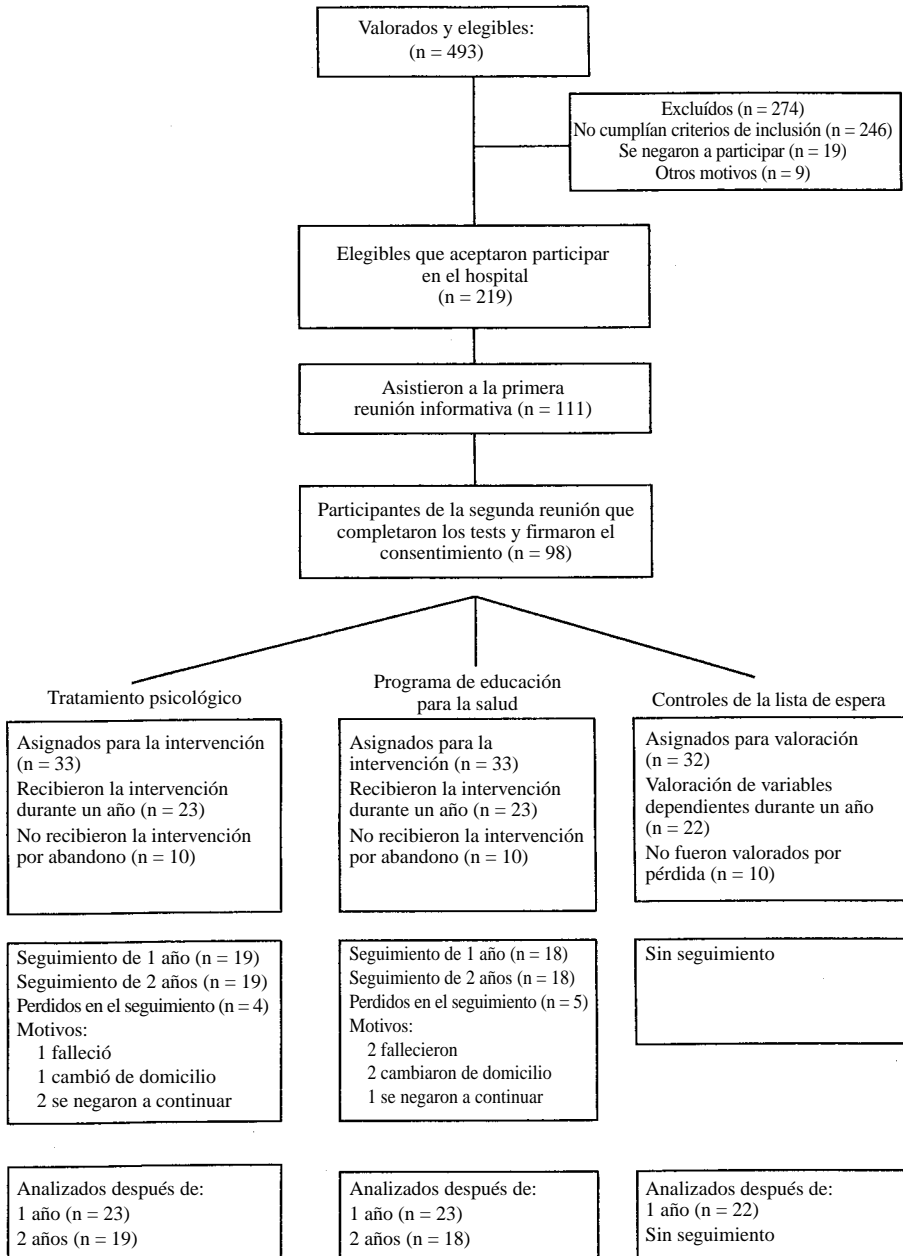 Valorados y elegibles:
(n = 493)
Excluídos (n = 274)
No cumplían criterios de inclusión (n = 246)
Se negaron a participar (n = 19)
Otros motivos (n = 9)
Elegibles que aceptaron participar
en el hospital
(n = 219)
Asistieron a la primera
reunión informativa (n = 111)
Participantes de la segunda reunión que
completaron los tests y firmaron el
consentimiento (n = 98)
Tratamiento psicológico
Asignados para la intervención
(n = 33)
Recibieron la intervención
durante un año (n = 23)
No recibieron la intervención
por abandono (n = 10)
Seguimiento de 1 año (n = 19)
Seguimiento de 2 años (n = 19)
Perdidos en el seguimiento (n = 4)
Motivos:
1 falleció
1 cambió de domicilio
2 se negaron a continuar
Analizados después de:
1 año (n = 23)
2 años (n = 19)
Programa de educación
para la salud
Asignados para la
intervención (n = 33)
Recibieron la intervención
durante un año (n = 23)
No recibieron la intervención
por abandono (n = 10)
Seguimiento de 1 año (n = 18)
Seguimiento de 2 años (n = 18)
Perdidos en el seguimiento (n = 5)
Motivos:
2 fallecieron
2 cambiaron de domicilio
1 se negaron a continuar
Analizados después de:
1 año (n = 23)
2 años (n = 18)
Controles de la lista de espera
Asignados para valoración
(n = 32)
Valoración de variables
dependientes durante un año
(n = 22)
No fueron valorados por
pérdida (n = 10)
Sin seguimiento
Analizados después de:
1 año (n = 22)
Sin seguimiento